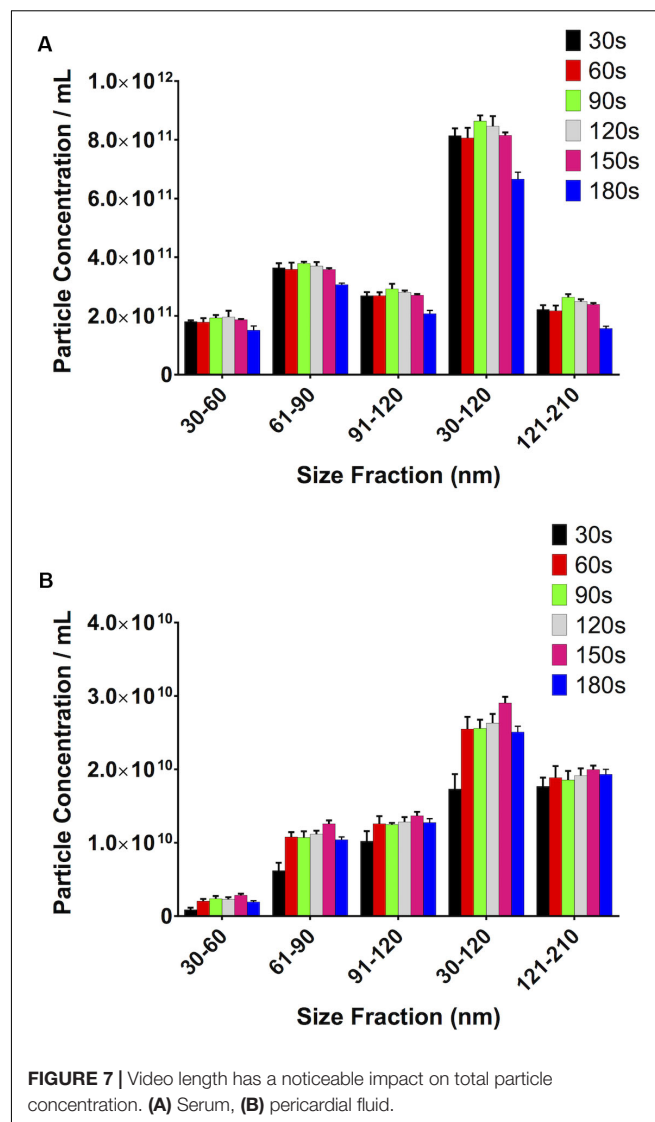 A
30s
60s
90s
120s
150s
180s
Particle Concentration / mL
1.0×10¹²
8.0×10¹¹
6.0×10¹¹
4.0×10¹¹
2.0×10¹¹
0
30-60
61-90
91-120
30-120
121-210
Size Fraction (nm)
B
30s
60s
90s
120s
150s
180s
Particle Concentration / mL
4.0×10¹⁰
3.0×10¹⁰
2.0×10¹⁰
1.0×10¹⁰
0
30-60
61-90
91-120
30-120
121-210
Size Fraction (nm)
FIGURE 7 | Video length has a noticeable impact on total particle
concentration. (A) Serum, (B) pericardial fluid.